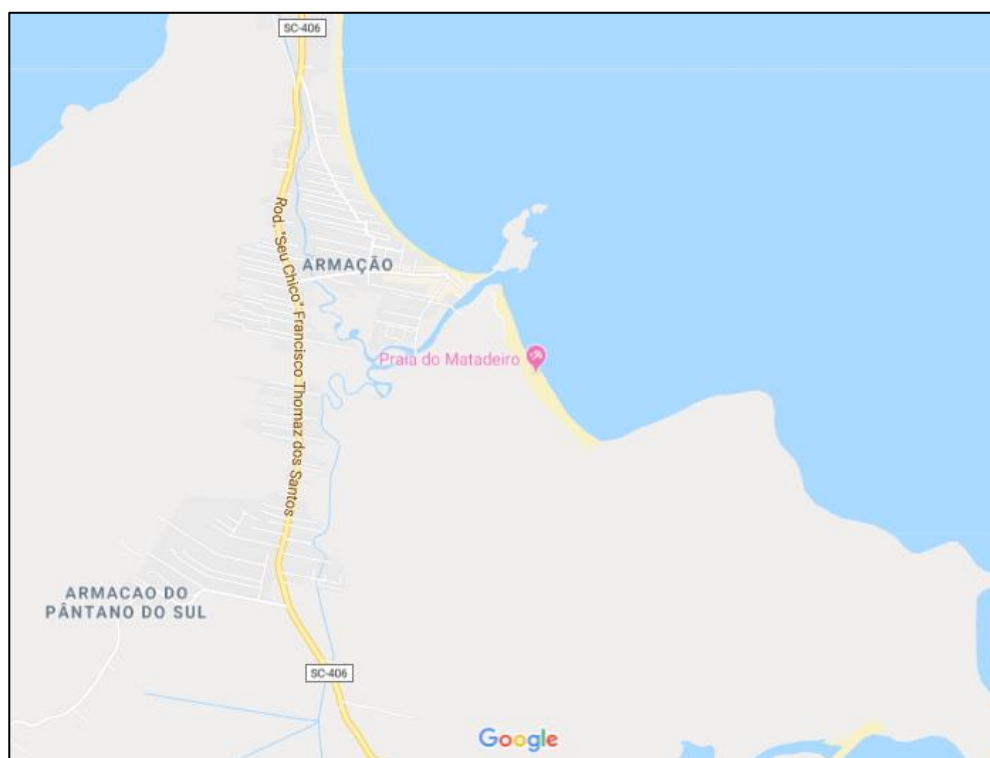 SC-406
Rod. "Seu Chico" Francisco Thomaz dos Santos
ARMAÇÃO
Praia do Matadeiro
ARMACAO DO
PÂNTANO DO SUL
SC-406
Google